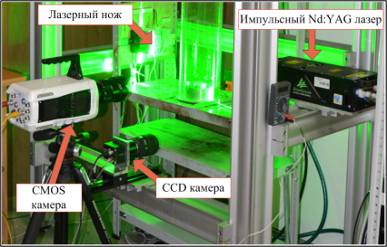 Лазерный нож
Импульсный Nd:YAG лазер
CMOS
камера
CCD камера